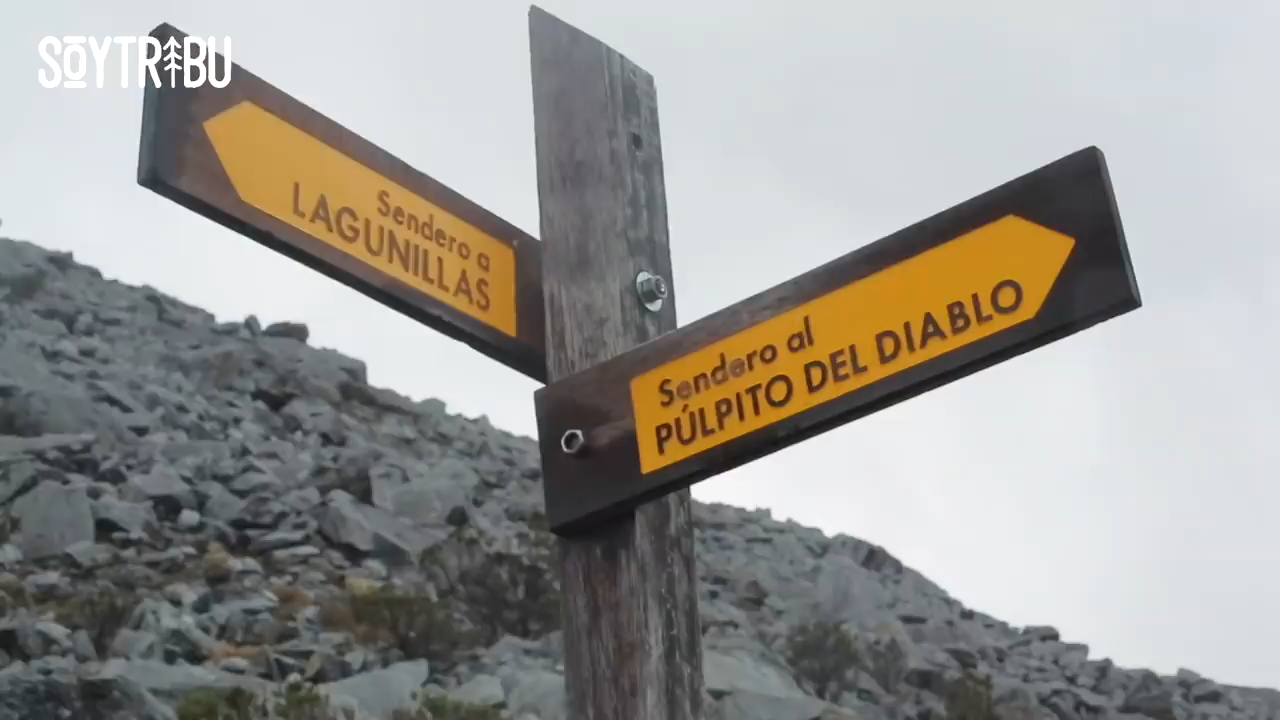 SOYTRIBU
Sendero a
LAGUNILLAS
Sendero al
PÚLPITO DEL DIABLO